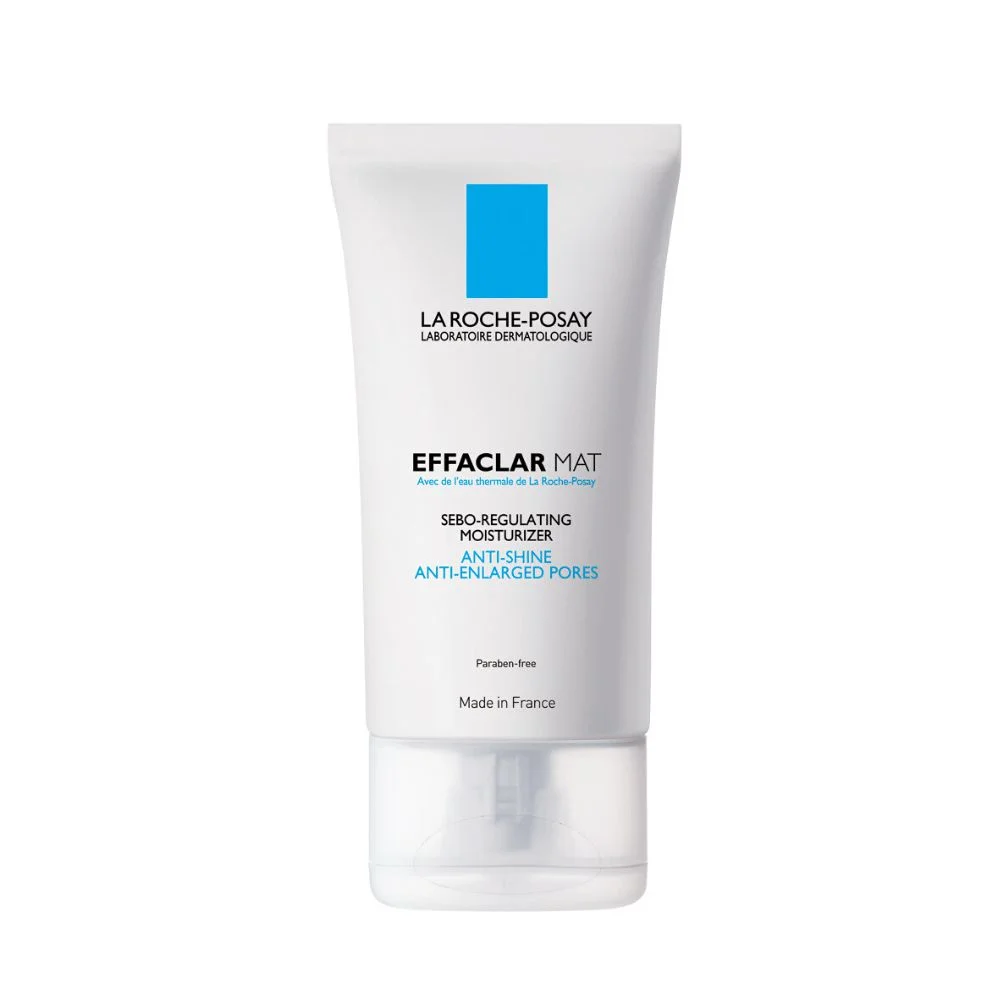 LA ROCHE-POSAY
LABORATOIRE DERMATOLOGIQUE
EFFACLAR MAT
Avec de l'eau thermale de La Roche-Posay
SEBO-REGULATING
MOISTURIZER
ANTI-SHINE
ANTI-ENLARGED PORES
Paraben-free
Made in France